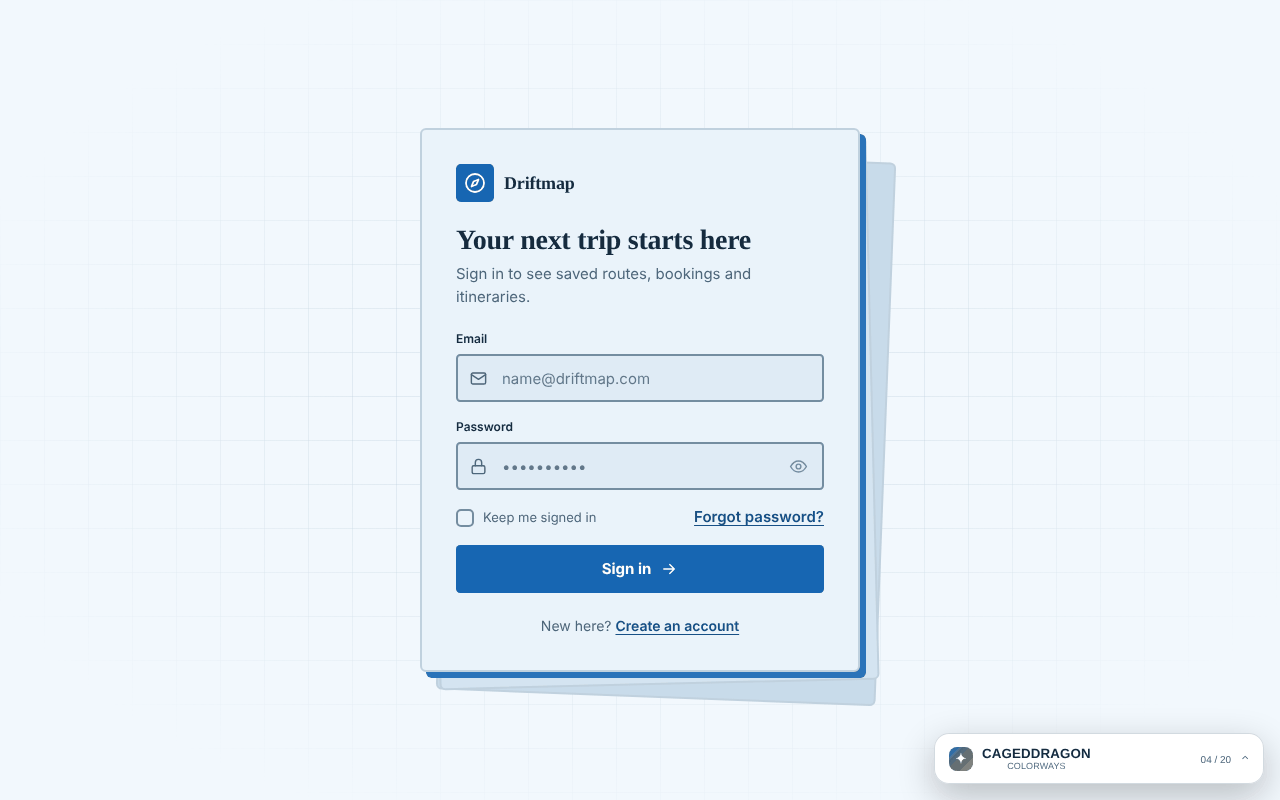 Driftmap
Your next trip starts here
Sign in to see saved routes, bookings and
itineraries.
Email
name@driftmap.com
Password
••••••••••
Keep me signed in
Forgot password?
Sign in
New here? Create an account
CAGEDDRAGON
COLORWAYS
04 / 20